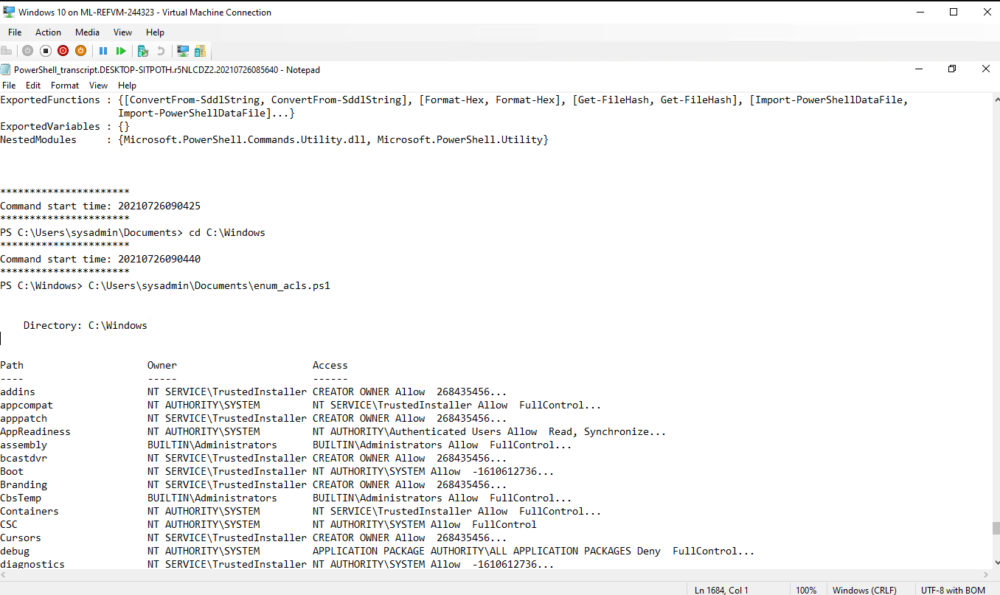 Windows 10 on ML-REFVM-244323 - Virtual Machine Connection
File Action Media View Help
PowerShell_transcript.DESKTOP-SITPOTH.r5NLCDZ2.20210726085640 - Notepad
File Edit Format View Help
ExportedFunctions : {[ConvertFrom-SddlString, ConvertFrom-SddlString], [Format-Hex, Format-Hex], [Get-FileHash, Get-FileHash], [Import-PowerShellDataFile,
Import-PowerShellDataFile]...}
ExportedVariables : {}
NestedModules : {Microsoft.PowerShell.Commands.Utility.dll, Microsoft.PowerShell.Utility}
**********************
Command start time: 20210726090425
**********************
PS C:\Users\sysadmin\Documents> cd C:\Windows
**********************
Command start time: 20210726090440
**********************
PS C:\Windows> C:\Users\sysadmin\Documents\enum_acls.ps1
Directory: C:\Windows
Path Owner Access
---- ----- ------
addins NT SERVICE\TrustedInstaller CREATOR OWNER Allow 268435456...
appcompat NT AUTHORITY\SYSTEM NT SERVICE\TrustedInstaller Allow FullControl...
apppatch NT SERVICE\TrustedInstaller CREATOR OWNER Allow 268435456...
AppReadiness NT AUTHORITY\SYSTEM NT AUTHORITY\Authenticated Users Allow Read, Synchronize...
assembly BUILTIN\Administrators BUILTIN\Administrators Allow FullControl...
bcastdvr NT SERVICE\TrustedInstaller CREATOR OWNER Allow 268435456...
Boot NT SERVICE\TrustedInstaller NT AUTHORITY\SYSTEM Allow -1610612736...
Branding NT SERVICE\TrustedInstaller CREATOR OWNER Allow 268435456...
CbsTemp BUILTIN\Administrators BUILTIN\Administrators Allow FullControl...
Containers NT AUTHORITY\SYSTEM NT SERVICE\TrustedInstaller Allow FullControl...
CSC NT AUTHORITY\SYSTEM NT AUTHORITY\SYSTEM Allow FullControl
Cursors NT SERVICE\TrustedInstaller CREATOR OWNER Allow 268435456...
debug NT AUTHORITY\SYSTEM APPLICATION PACKAGE AUTHORITY\ALL APPLICATION PACKAGES Deny FullControl...
diagnostics NT SERVICE\TrustedInstaller NT AUTHORITY\SYSTEM Allow -1610612736...
Ln 1684, Col 1 100% Windows (CRLF) UTF-8 with BOM